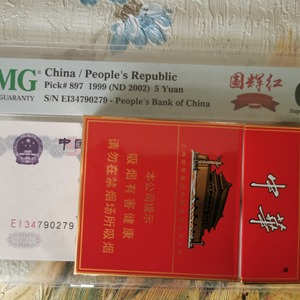 MG
GUARANTY
China / People's Republic
Pick# 897 1999 (ND 2002) 5 Yuan
S/N EI34790279 - People's Bank of China
国辉红
中国
EI34790279
本公司提示
吸烟有害健康
请勿在禁烟场所吸烟
中华